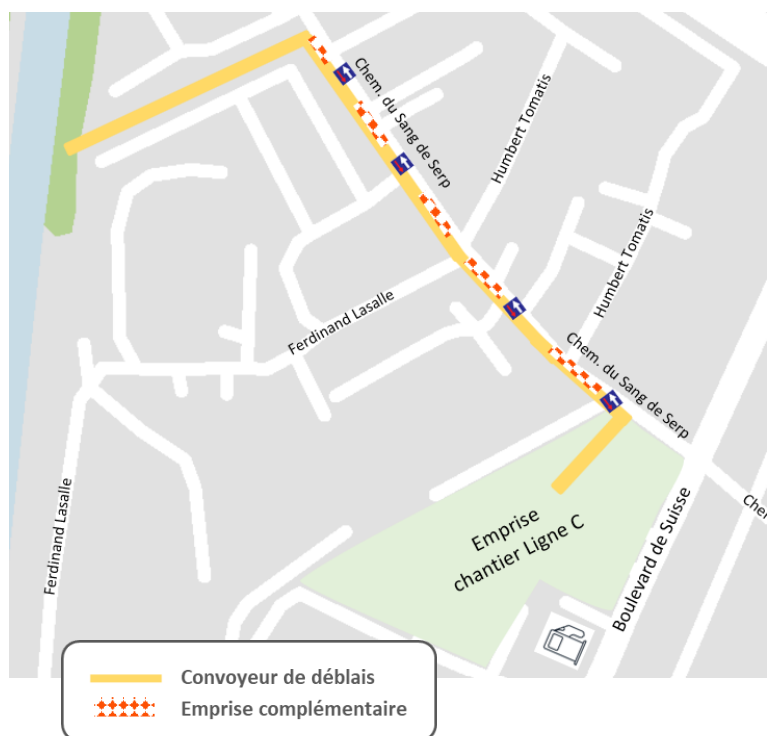 Chem. du Sang de Serp
Humbert Tomatis
Humbert Tomatis
Ferdinand Lasalle
Chem. du Sang de Serp
Ferdinand Lasalle
Emprise
chantier Ligne C
Boulevard de Suisse
Che
Convoyeur de déblais
Emprise complémentaire